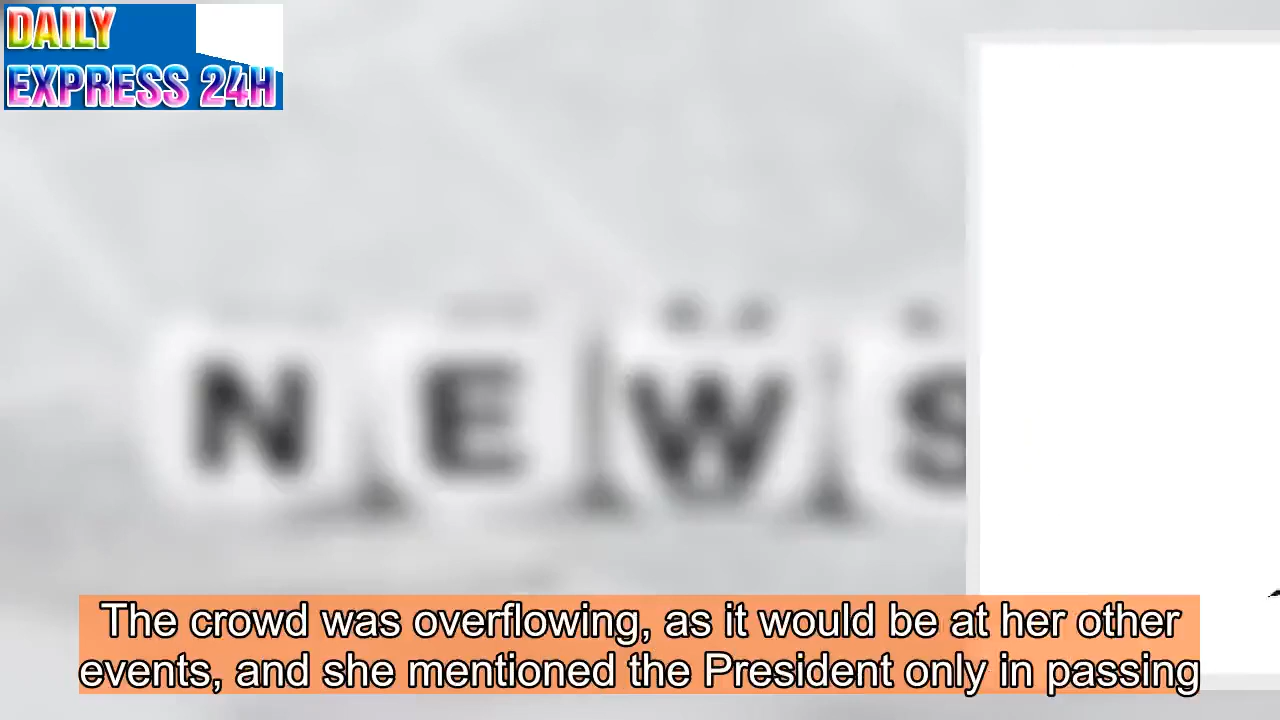 DAILY
EXPRESS 24H
NEWS
The crowd was overflowing, as it would be at her other
events, and she mentioned the President only in passing